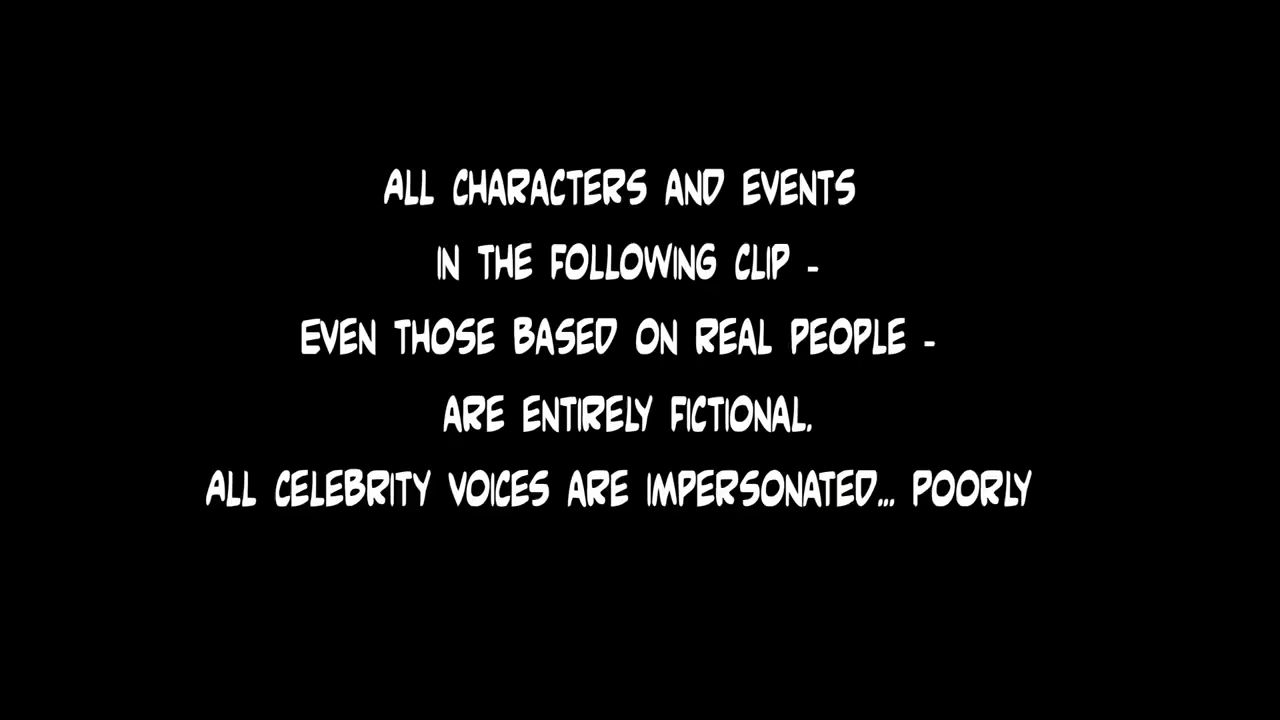 ALL CHARACTERS AND EVENTS
IN THE FOLLOWING CLIP -
EVEN THOSE BASED ON REAL PEOPLE -
ARE ENTIRELY FICTIONAL.
ALL CELEBRITY VOICES ARE IMPERSONATED... POORLY